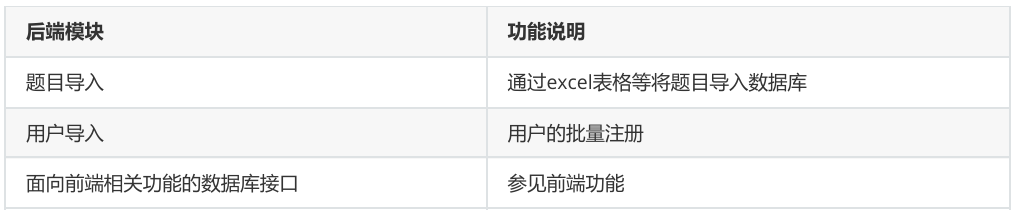 后端模块 功能说明
题目导入 通过excel表格等将题目导入数据库
用户导入 用户的批量注册
面向前端相关功能的数据库接口 参见前端功能